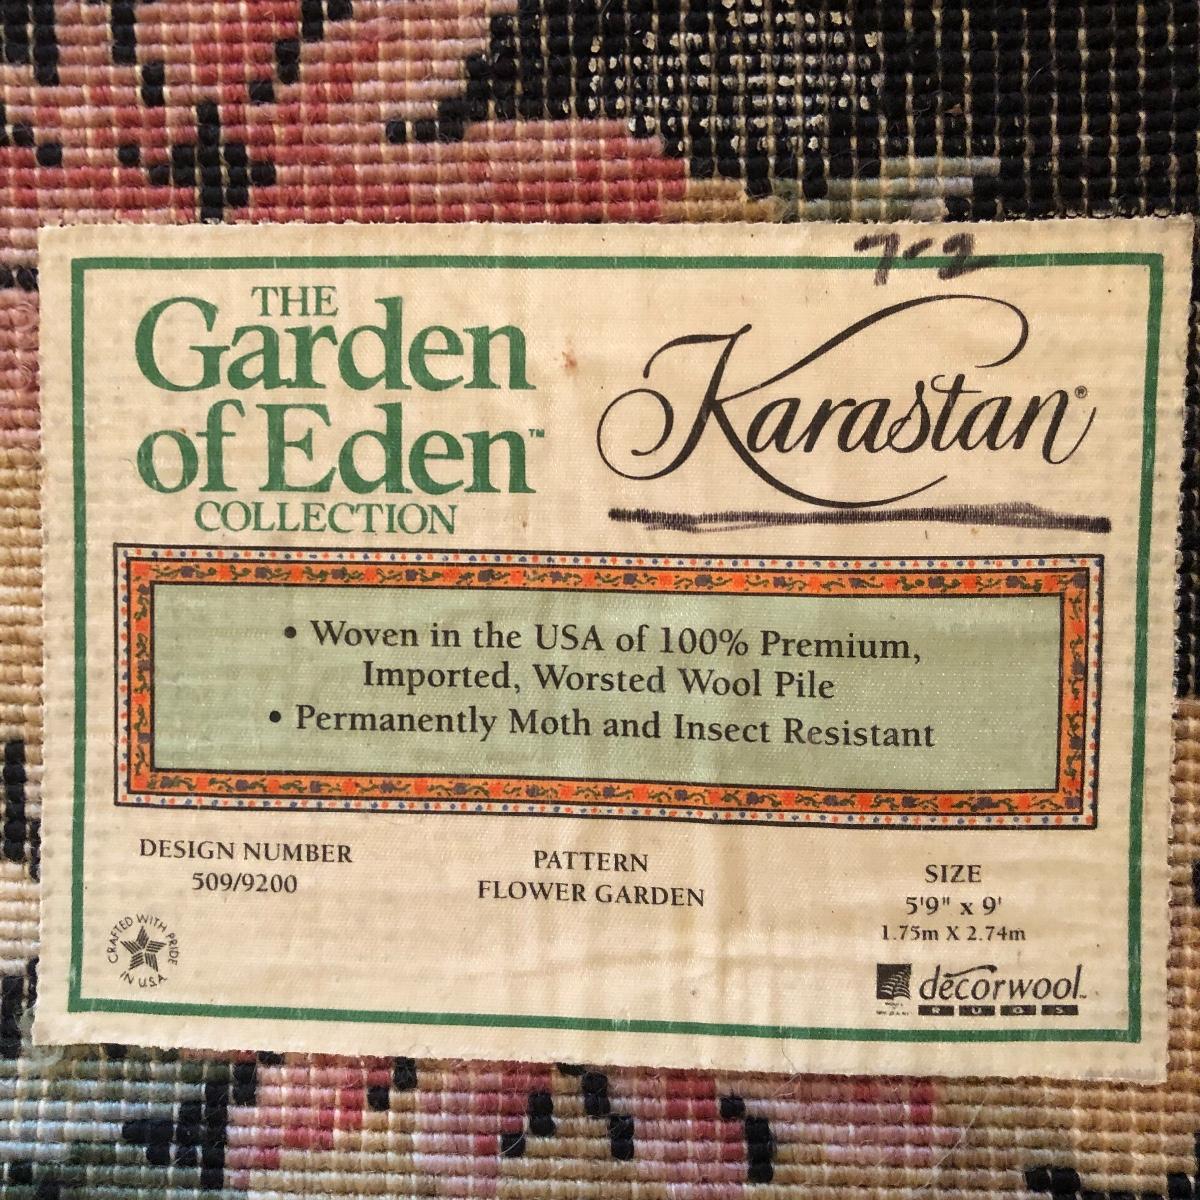 7-2
THE
Garden
of Eden™
COLLECTION
Karastan®
• Woven in the USA of 100% Premium,
Imported, Worsted Wool Pile
• Permanently Moth and Insect Resistant
DESIGN NUMBER
509/9200
PATTERN
FLOWER GARDEN
SIZE
5'9" x 9'
1.75m X 2.74m
CRAFTED WITH PRIDE
IN U.S.A.
decorwool
RUGS